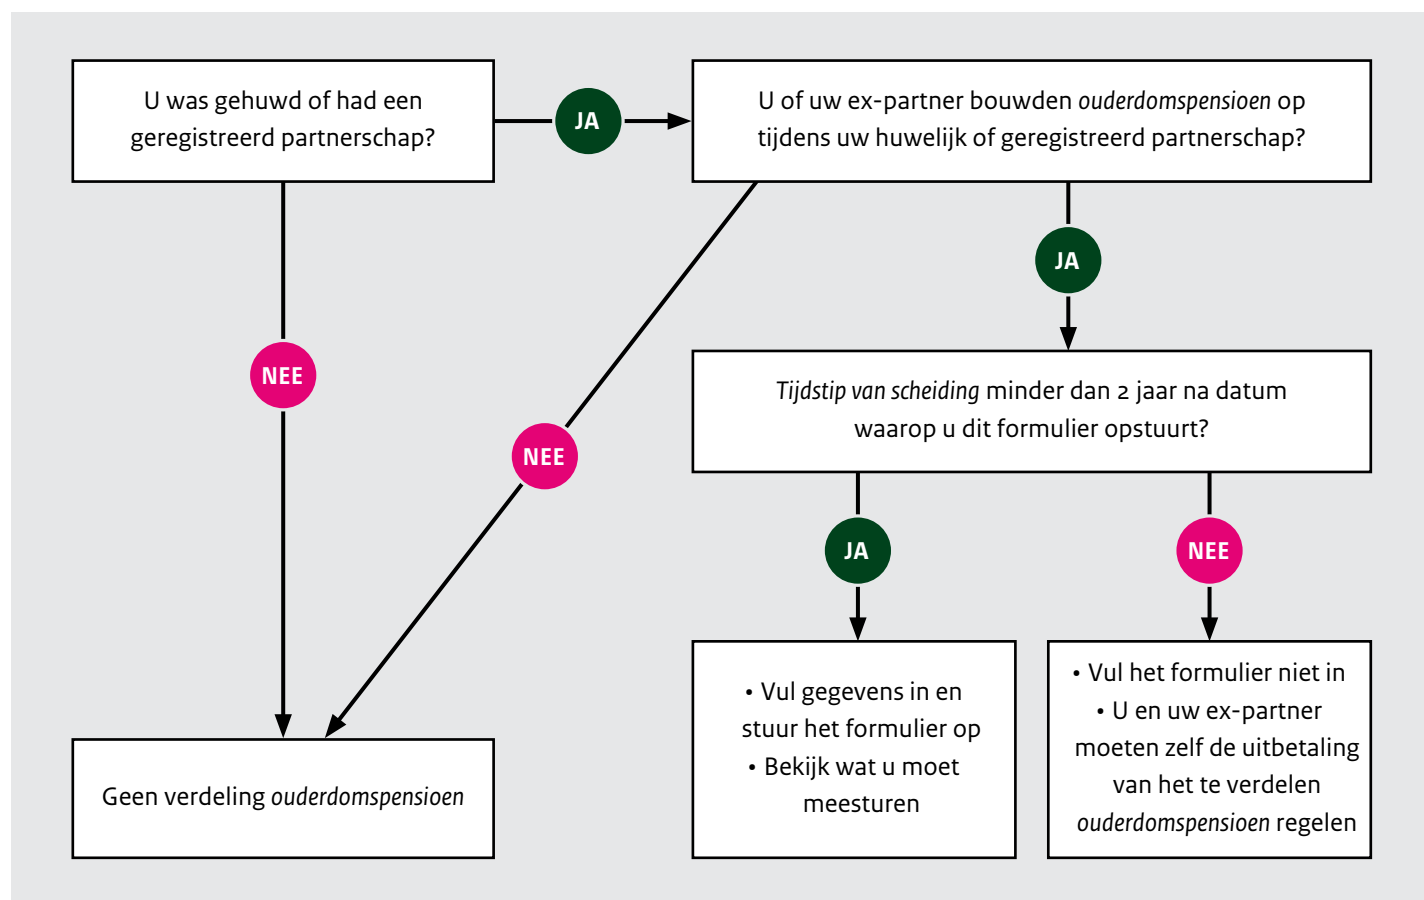 U was gehuwd of had een
geregistreerd partnerschap?
JA
U of uw ex-partner bouwden ouderdomspensioen op
tijdens uw huwelijk of geregistreerd partnerschap?
JA
NEE
NEE
Tijdstip van scheiding minder dan 2 jaar na datum
waarop u dit formulier opstuurt?
JA
NEE
Geen verdeling ouderdomspensioen
• Vul gegevens in en
stuur het formulier op
• Bekijk wat u moet
meesturen
• Vul het formulier niet in
• U en uw ex-partner
moeten zelf de uitbetaling
van het te verdelen
ouderdomspensioen regelen